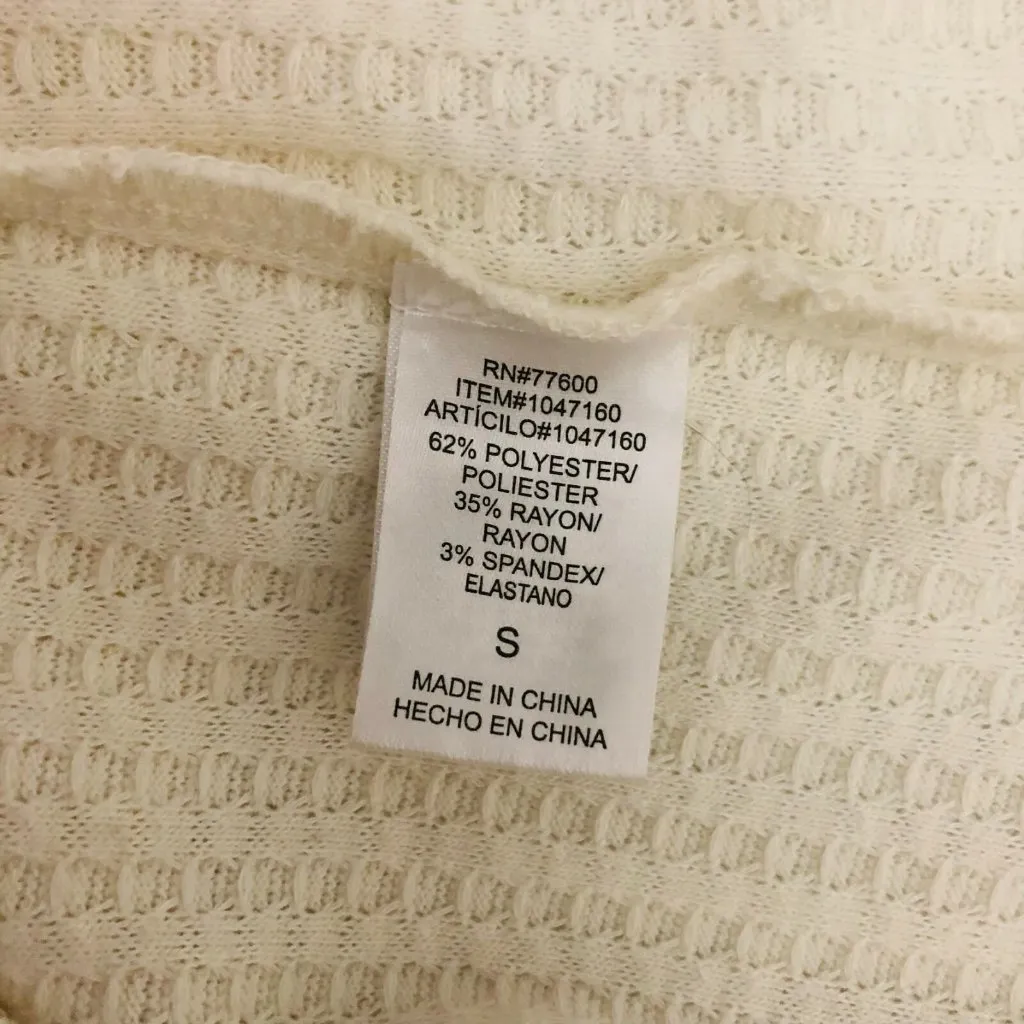 RN#77600
ITEM#1047160
ARTÍCILO#1047160
62% POLYESTER/
POLIESTER
35% RAYON/
RAYON
3% SPANDEX/
ELASTANO
S
MADE IN CHINA
HECHO EN CHINA